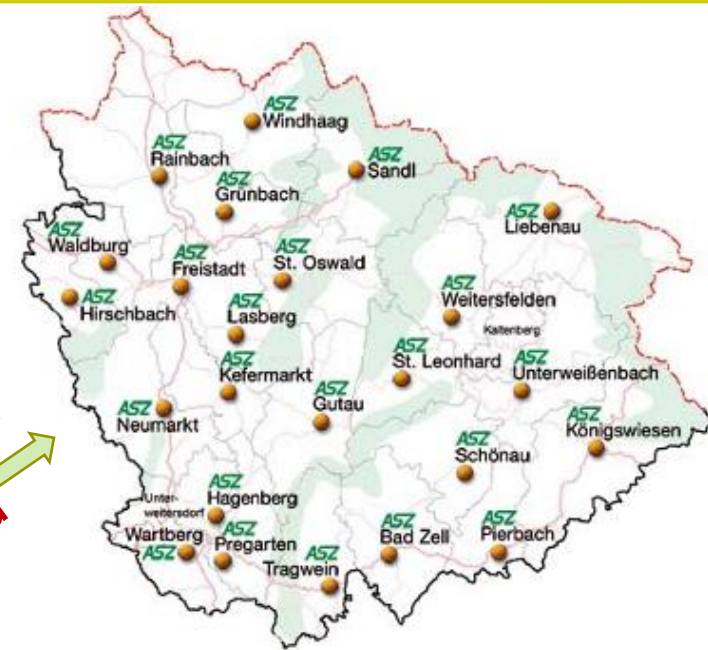 ASZ
Windhaag
ASZ
Rainbach
ASZ
Sandl
ASZ
Grünbach
ASZ
Liebenau
ASZ
Waldburg
ASZ
Freistadt
ASZ
St. Oswald
ASZ
Hirschbach
ASZ
Weitersfelden
ASZ
Lasberg
Kaltenberg
ASZ
St. Leonhard
ASZ
Unterweißenbach
ASZ
Kefermarkt
ASZ
Gutau
ASZ
Neumarkt
ASZ
Königswiesen
ASZ
Schönau
ASZ
Hagenberg
Unter-
weitersdorf
Wartberg
ASZ
ASZ
Pregarten
ASZ
Tragwein
ASZ
Bad Zell
ASZ
Pierbach